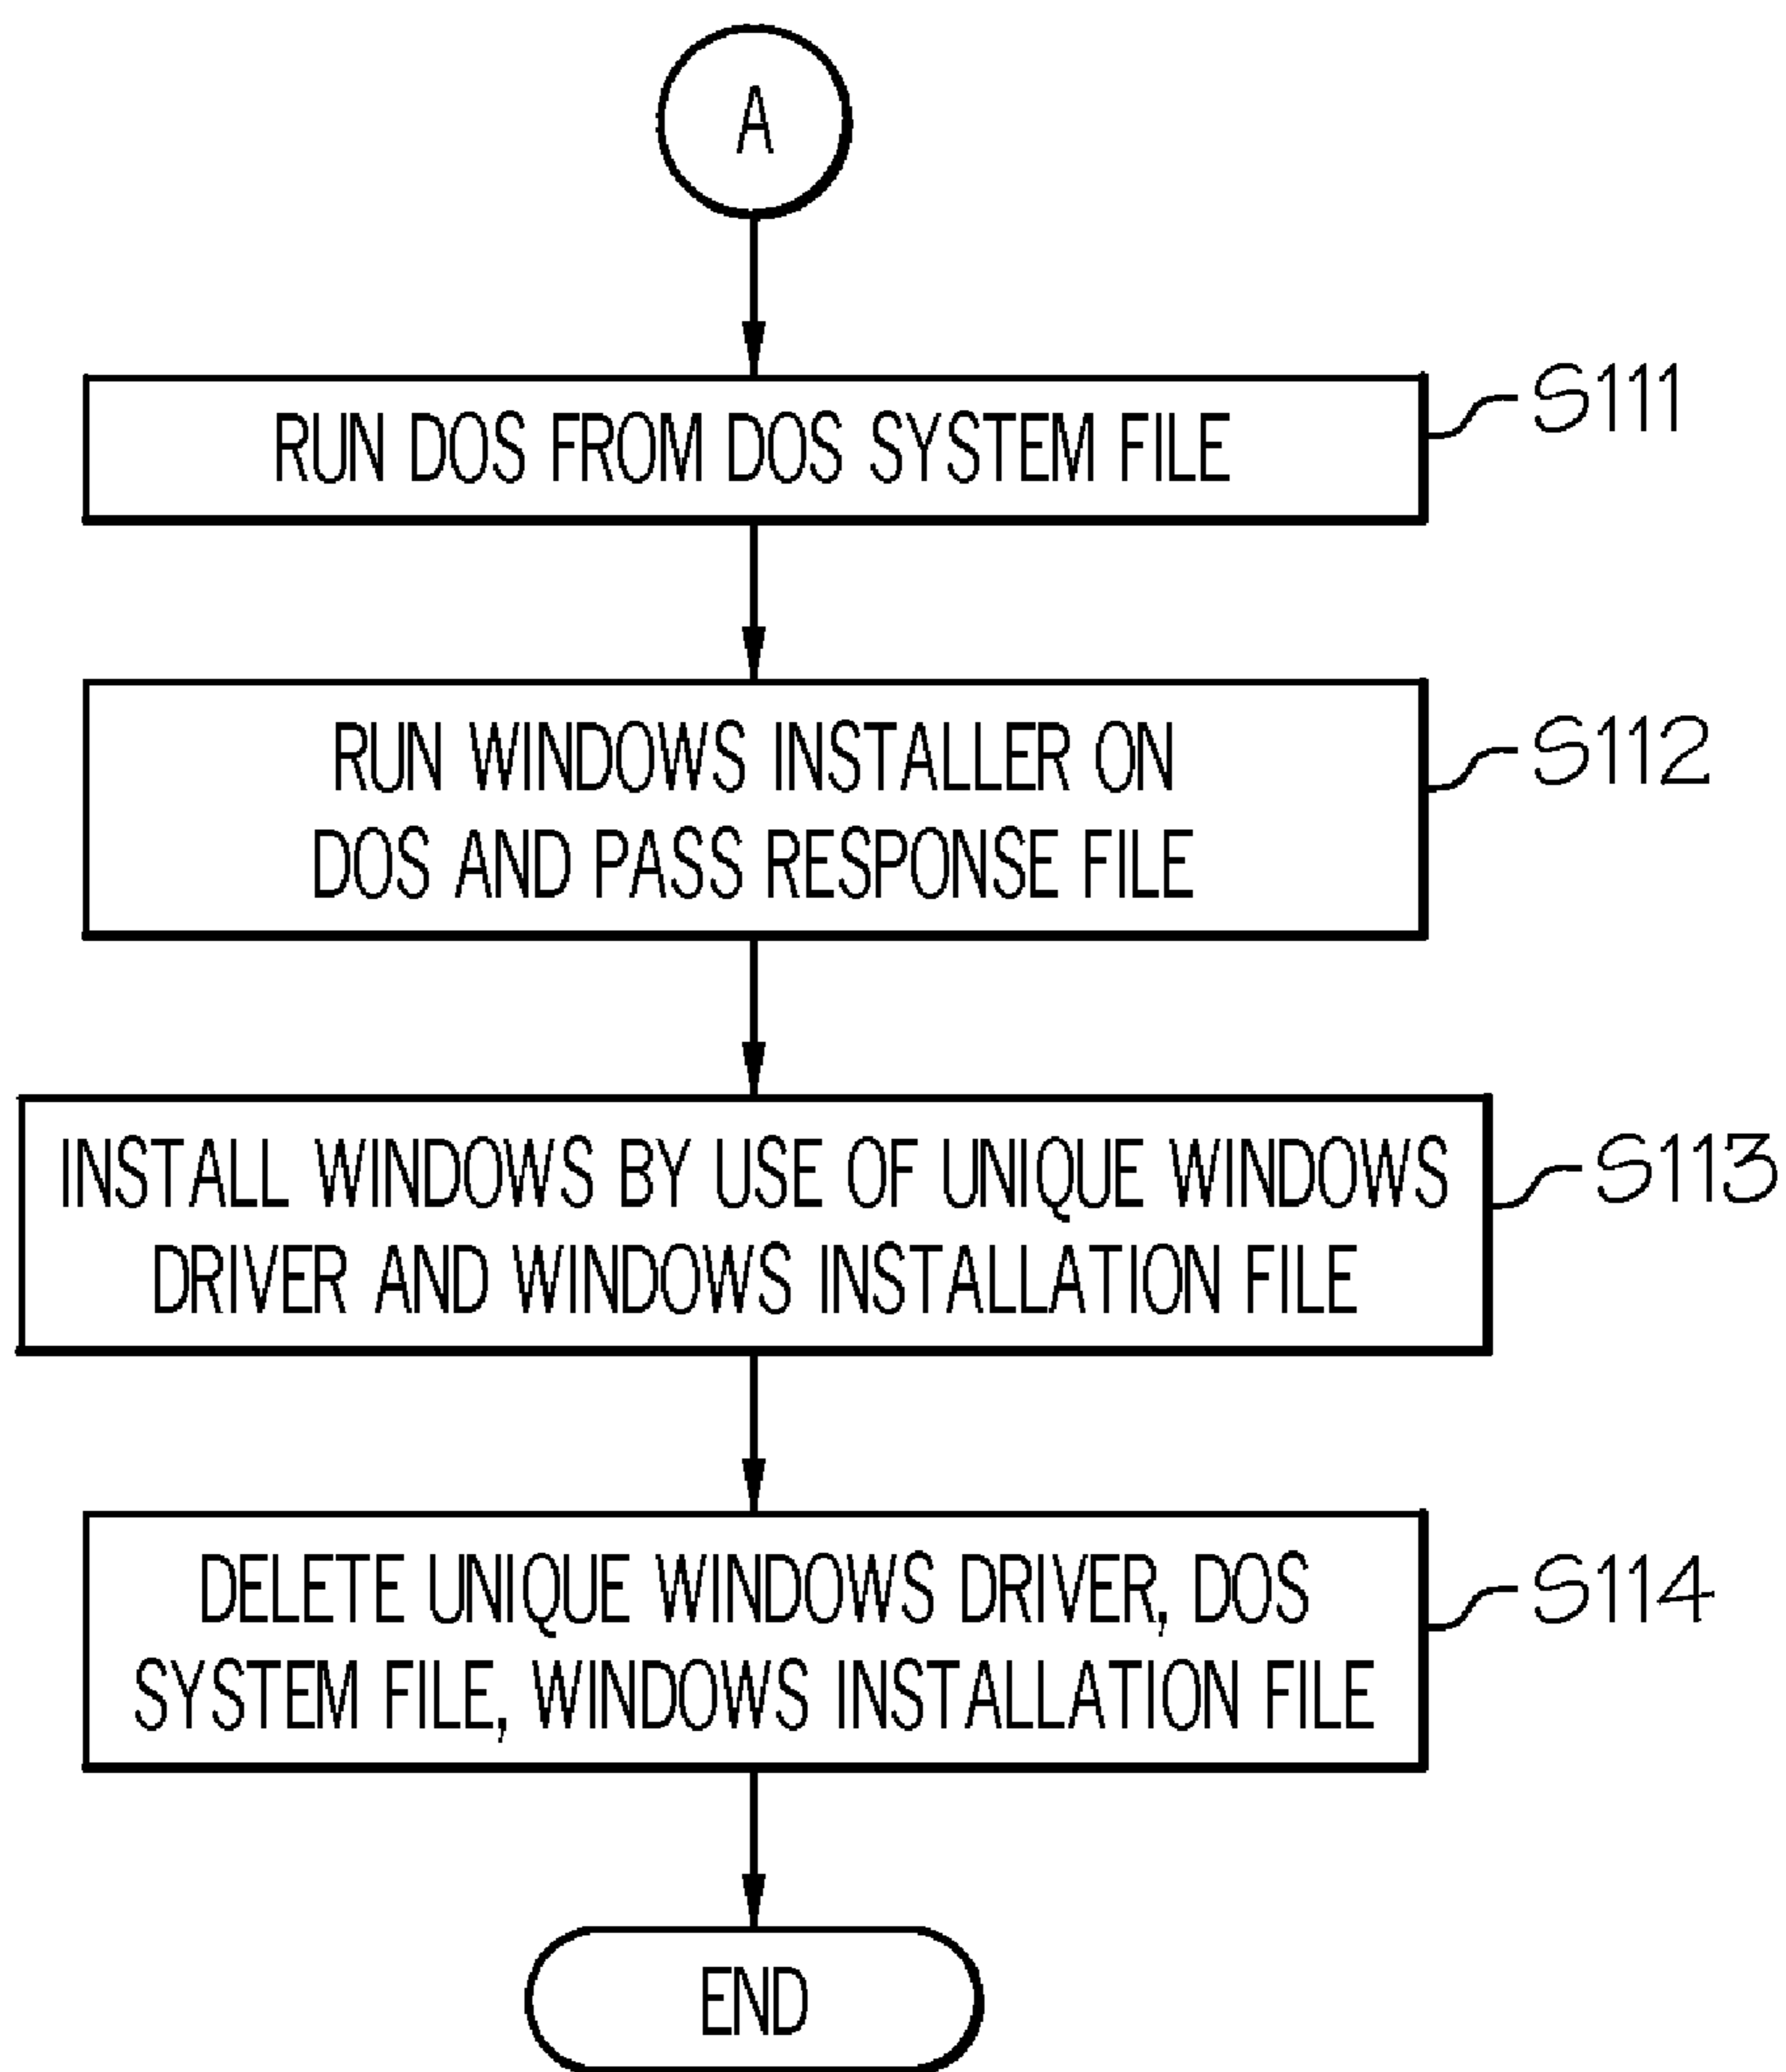 A
RUN DOS FROM DOS SYSTEM FILE
S111
RUN WINDOWS INSTALLER ON
DOS AND PASS RESPONSE FILE
S112
INSTALL WINDOWS BY USE OF UNIQUE WINDOWS
DRIVER AND WINDOWS INSTALLATION FILE
S113
DELETE UNIQUE WINDOWS DRIVER, DOS
SYSTEM FILE, WINDOWS INSTALLATION FILE
S114
END